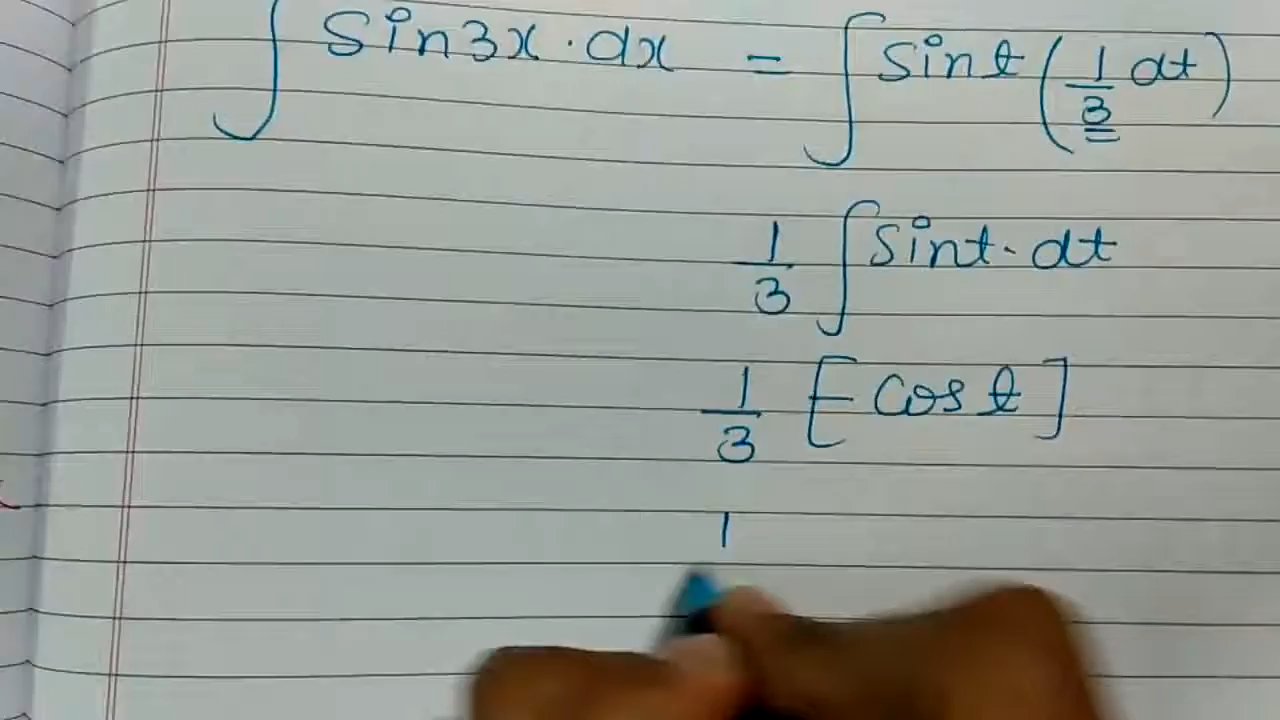 ∫ Sin3x·dx = ∫ Sint (1/3 dt)
1/3 ∫ Sint·dt
1/3 [- Cos t]
1